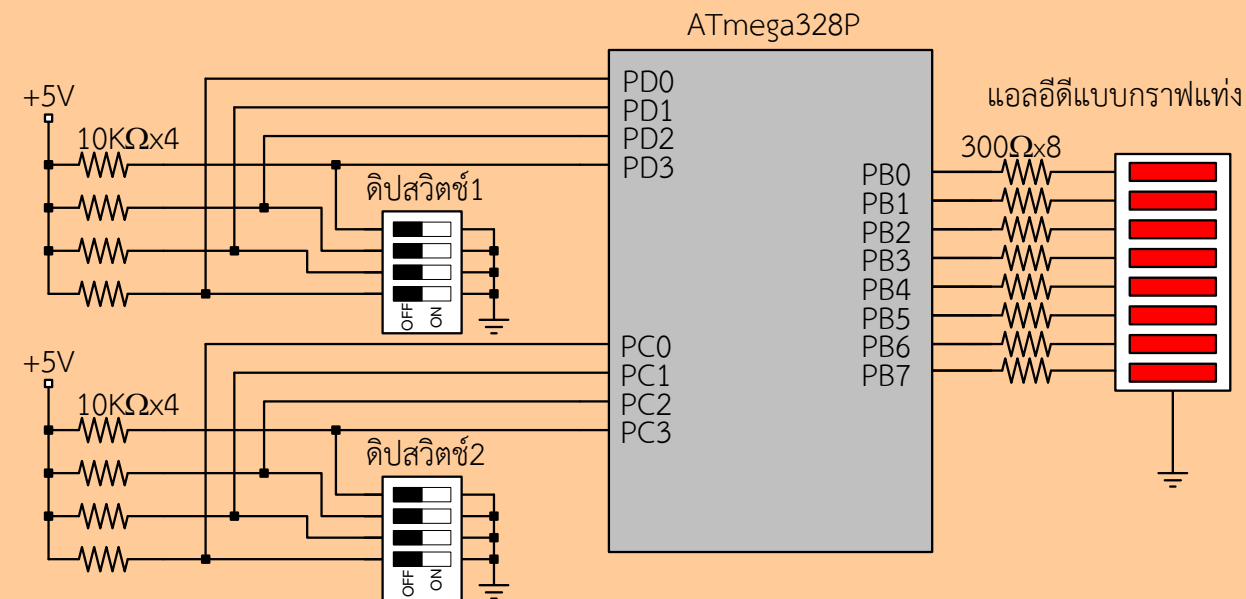 ATmega328P
+5V
10KΩx4
ดิปสวิตช์1
OFF
ON
PD0
PD1
PD2
PD3
+5V
10KΩx4
ดิปสวิตช์2
OFF
ON
PC0
PC1
PC2
PC3
PB0
PB1
PB2
PB3
PB4
PB5
PB6
PB7
แอลอีดีแบบกราฟแท่ง
300Ωx8